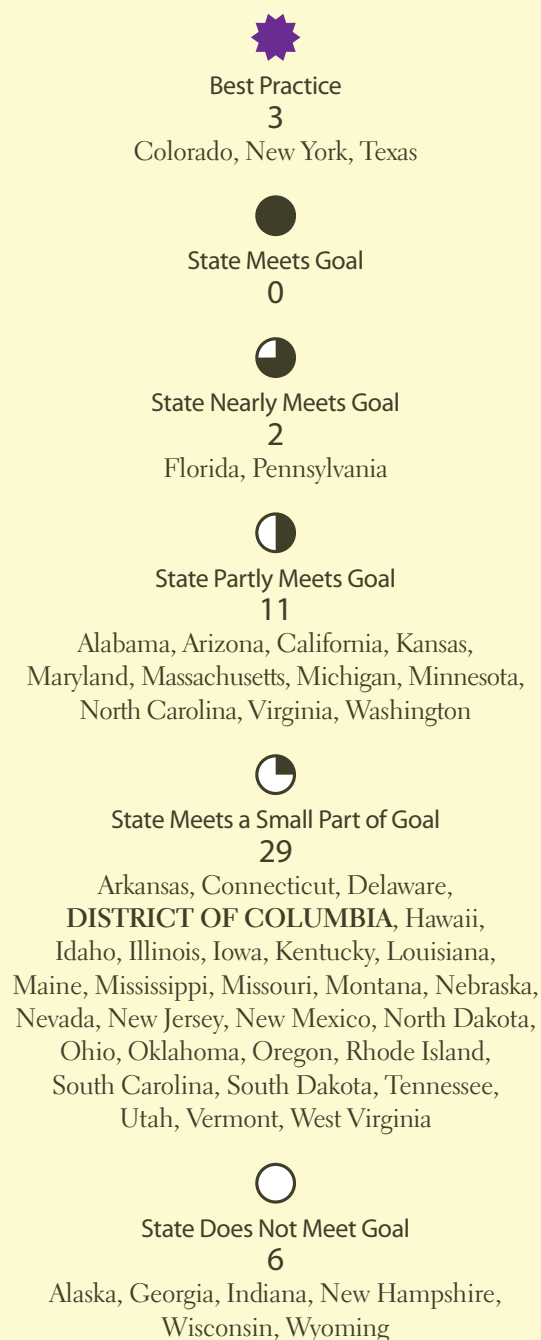 Best Practice
3
Colorado, New York, Texas
State Meets Goal
0
State Nearly Meets Goal
2
Florida, Pennsylvania
State Partly Meets Goal
11
Alabama, Arizona, California, Kansas,
Maryland, Massachusetts, Michigan, Minnesota,
North Carolina, Virginia, Washington
State Meets a Small Part of Goal
29
Arkansas, Connecticut, Delaware,
DISTRICT OF COLUMBIA, Hawaii,
Idaho, Illinois, Iowa, Kentucky, Louisiana,
Maine, Mississippi, Missouri, Montana, Nebraska,
Nevada, New Jersey, New Mexico, North Dakota,
Ohio, Oklahoma, Oregon, Rhode Island,
South Carolina, South Dakota, Tennessee,
Utah, Vermont, West Virginia
State Does Not Meet Goal
6
Alaska, Georgia, Indiana, New Hampshire,
Wisconsin, Wyoming